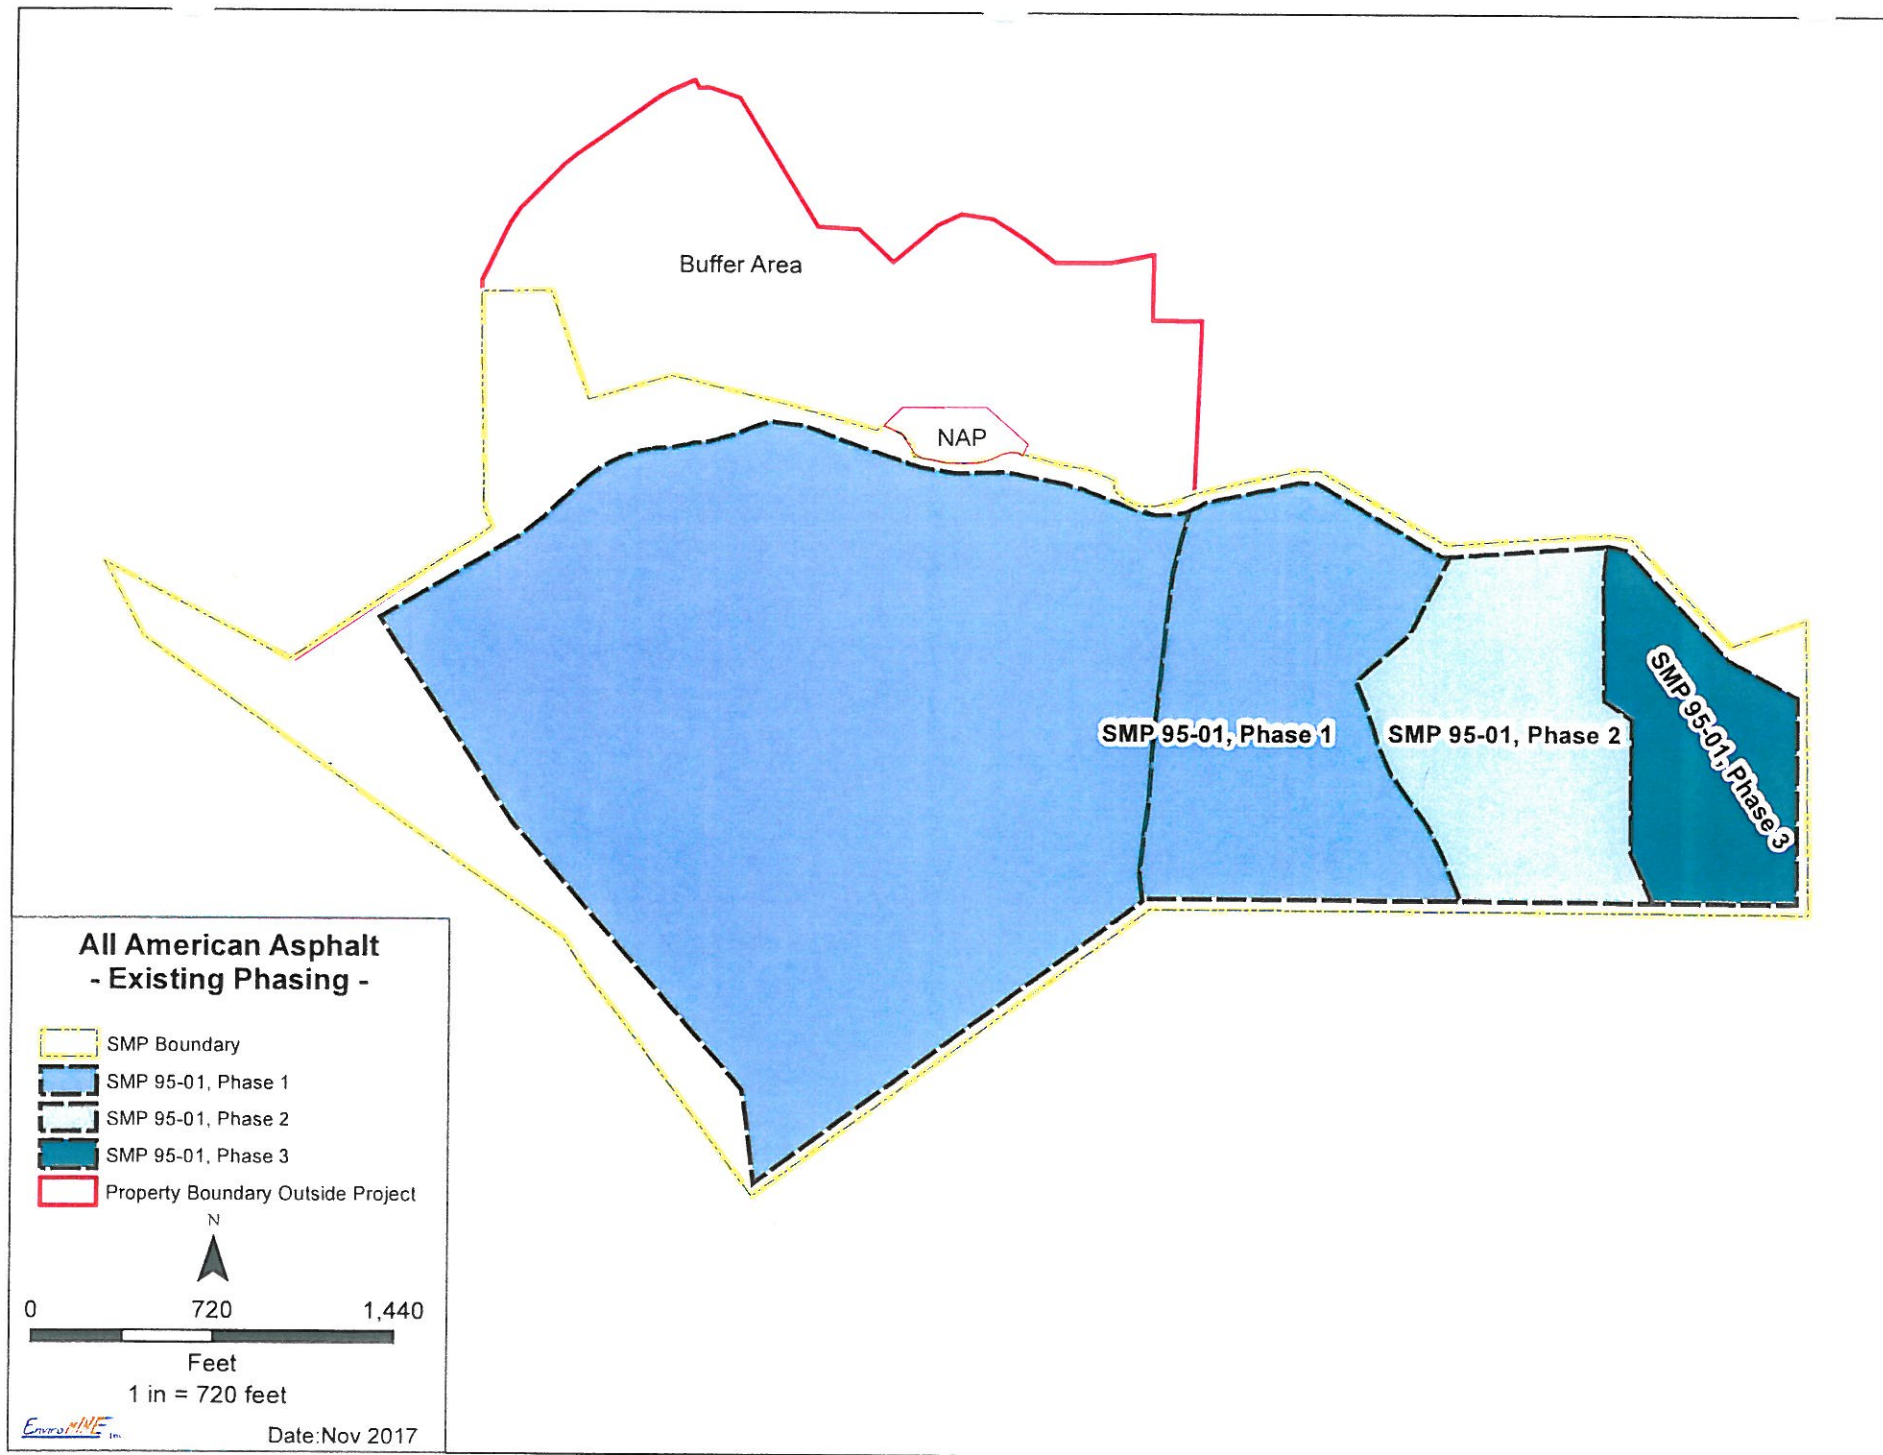 Buffer Area
NAP
SMP 95-01, Phase 1
SMP 95-01, Phase 2
SMP 95-01, Phase 3
All American Asphalt
- Existing Phasing -
SMP Boundary
SMP 95-01, Phase 1
SMP 95-01, Phase 2
SMP 95-01, Phase 3
Property Boundary Outside Project
N
0 720 1,440
Feet
1 in = 720 feet
EnviroMINE Inc.
Date:Nov 2017